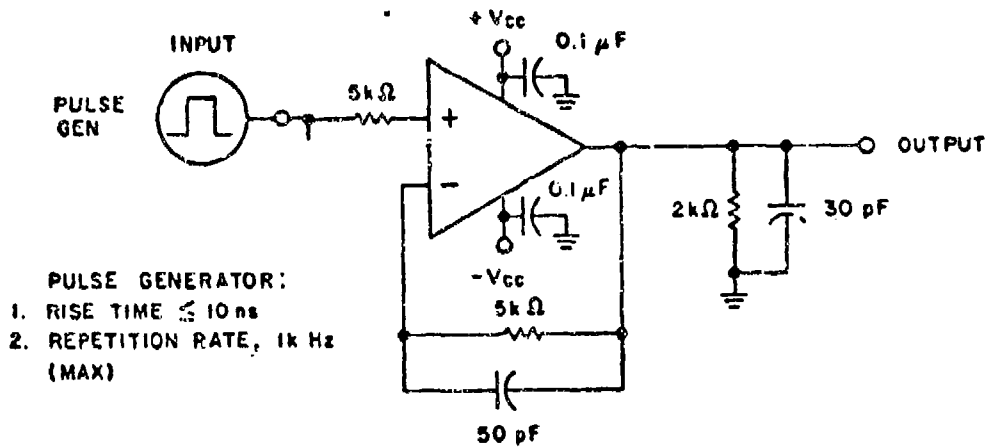 INPUT
PULSE
GEN
5kΩ
+
−
+Vcc
0.1 µF
0.1 µF
−Vcc
OUTPUT
2kΩ
30 pF
5kΩ
50 pF
PULSE GENERATOR:
1. RISE TIME ≤ 10 ns
2. REPETITION RATE, 1k Hz
(MAX)